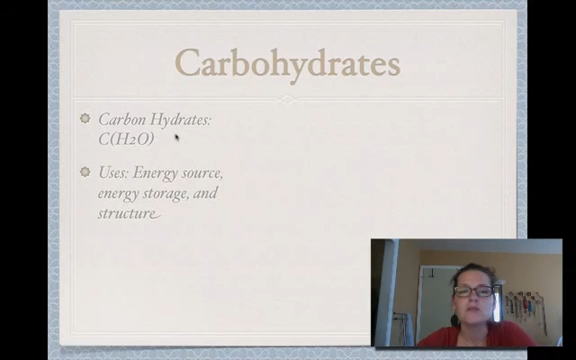 Carbohydrates
Carbon Hydrates:
C(H2O)
Uses: Energy source,
energy storage, and
structure